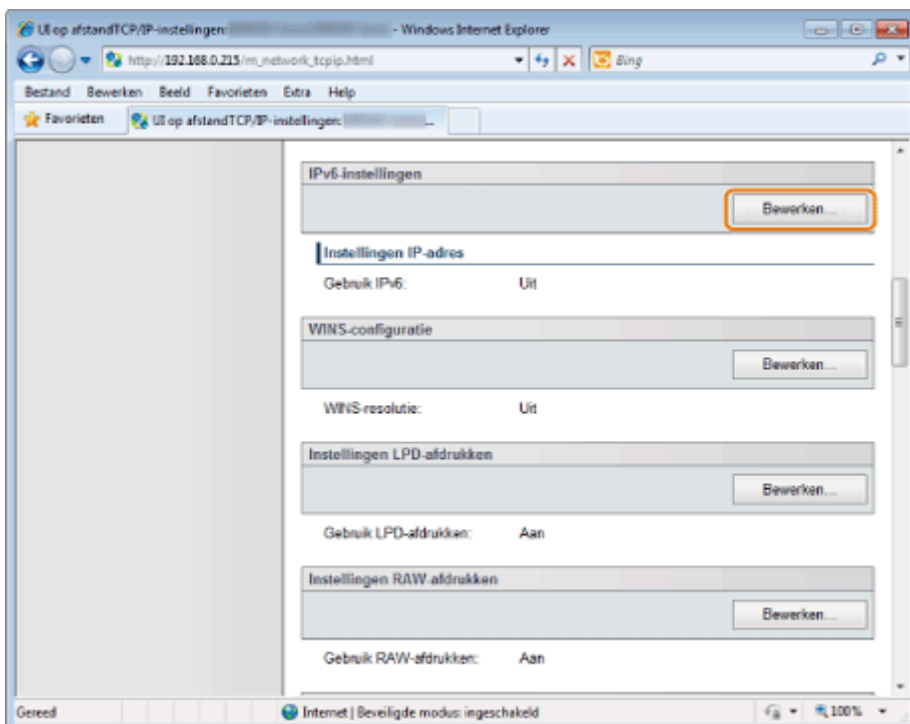 UI op afstandTCP/IP-instellingen: - Windows Internet Explorer
http://192.168.0.215/m_network_tcpip.html Bing
Bestand Bewerken Beeld Favorieten Extra Help
Favorieten UI op afstandTCP/IP-instellingen: ...
IPv6-instellingen
Bewerken...
Instellingen IP-adres
Gebruik IPv6: Uit
WINS-configuratie
Bewerken...
WINS-resolutie: Uit
Instellingen LPD-afdrukken
Bewerken...
Gebruik LPD-afdrukken: Aan
Instellingen RAW-afdrukken
Bewerken...
Gebruik RAW-afdrukken: Aan
Gereed Internet | Beveiligde modus: ingeschakeld 100%